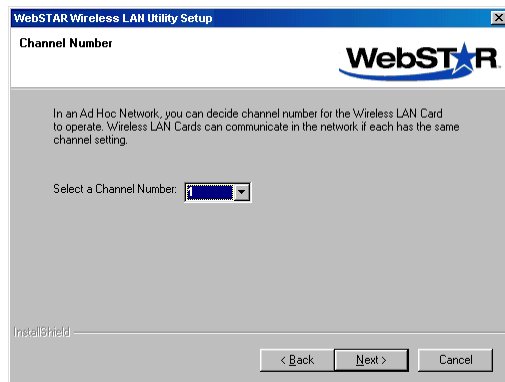 WebSTAR Wireless LAN Utility Setup
Channel Number
WebSTAR
In an Ad Hoc Network, you can decide channel number for the Wireless LAN Card
to operate. Wireless LAN Cards can communicate in the network if each has the same
channel setting.
Select a Channel Number: 1
InstallShield
< Back Next > Cancel